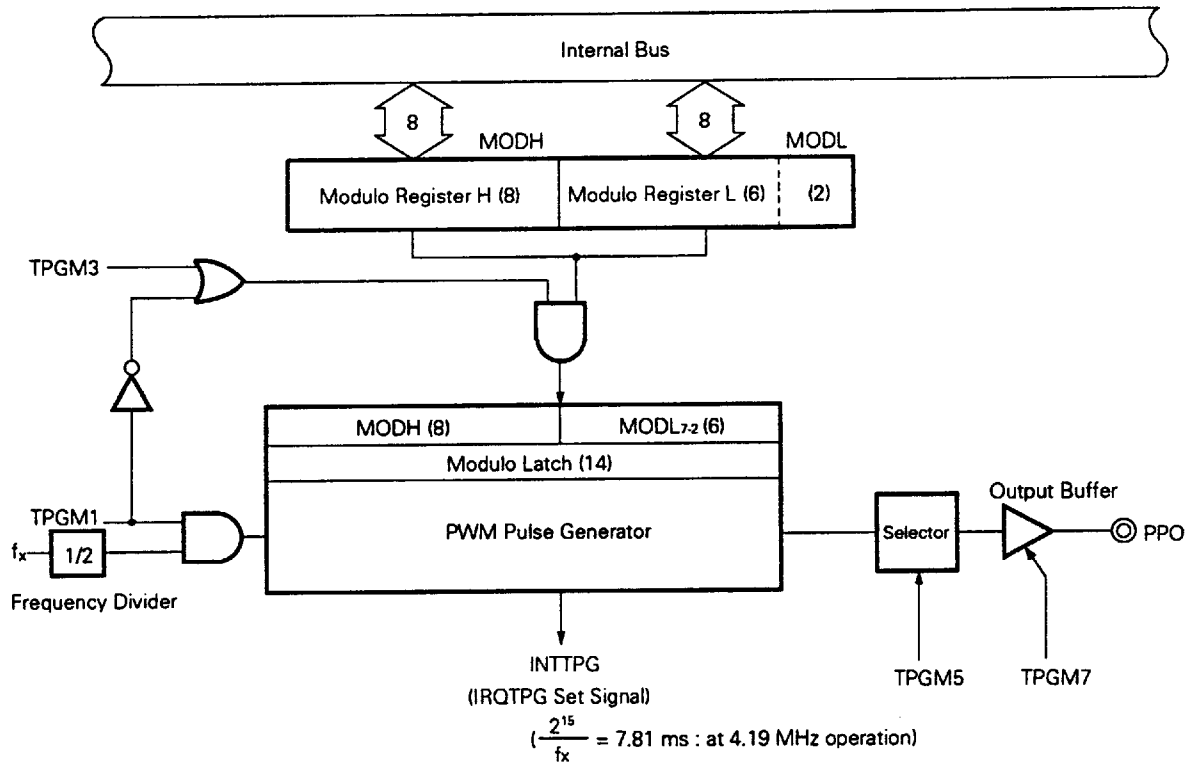 Internal Bus
8
8
MODH
MODL
Modulo Register H (8)
Modulo Register L (6)
(2)
TPGM3
MODH (8)
MODL7-2 (6)
Modulo Latch (14)
TPGM1
PWM Pulse Generator
Selector
Output Buffer
PPO
fx
1/2
Frequency Divider
INTTPG
(IRQTPG Set Signal)
TPGM5
TPGM7
(2^15/fx = 7.81 ms : at 4.19 MHz operation)